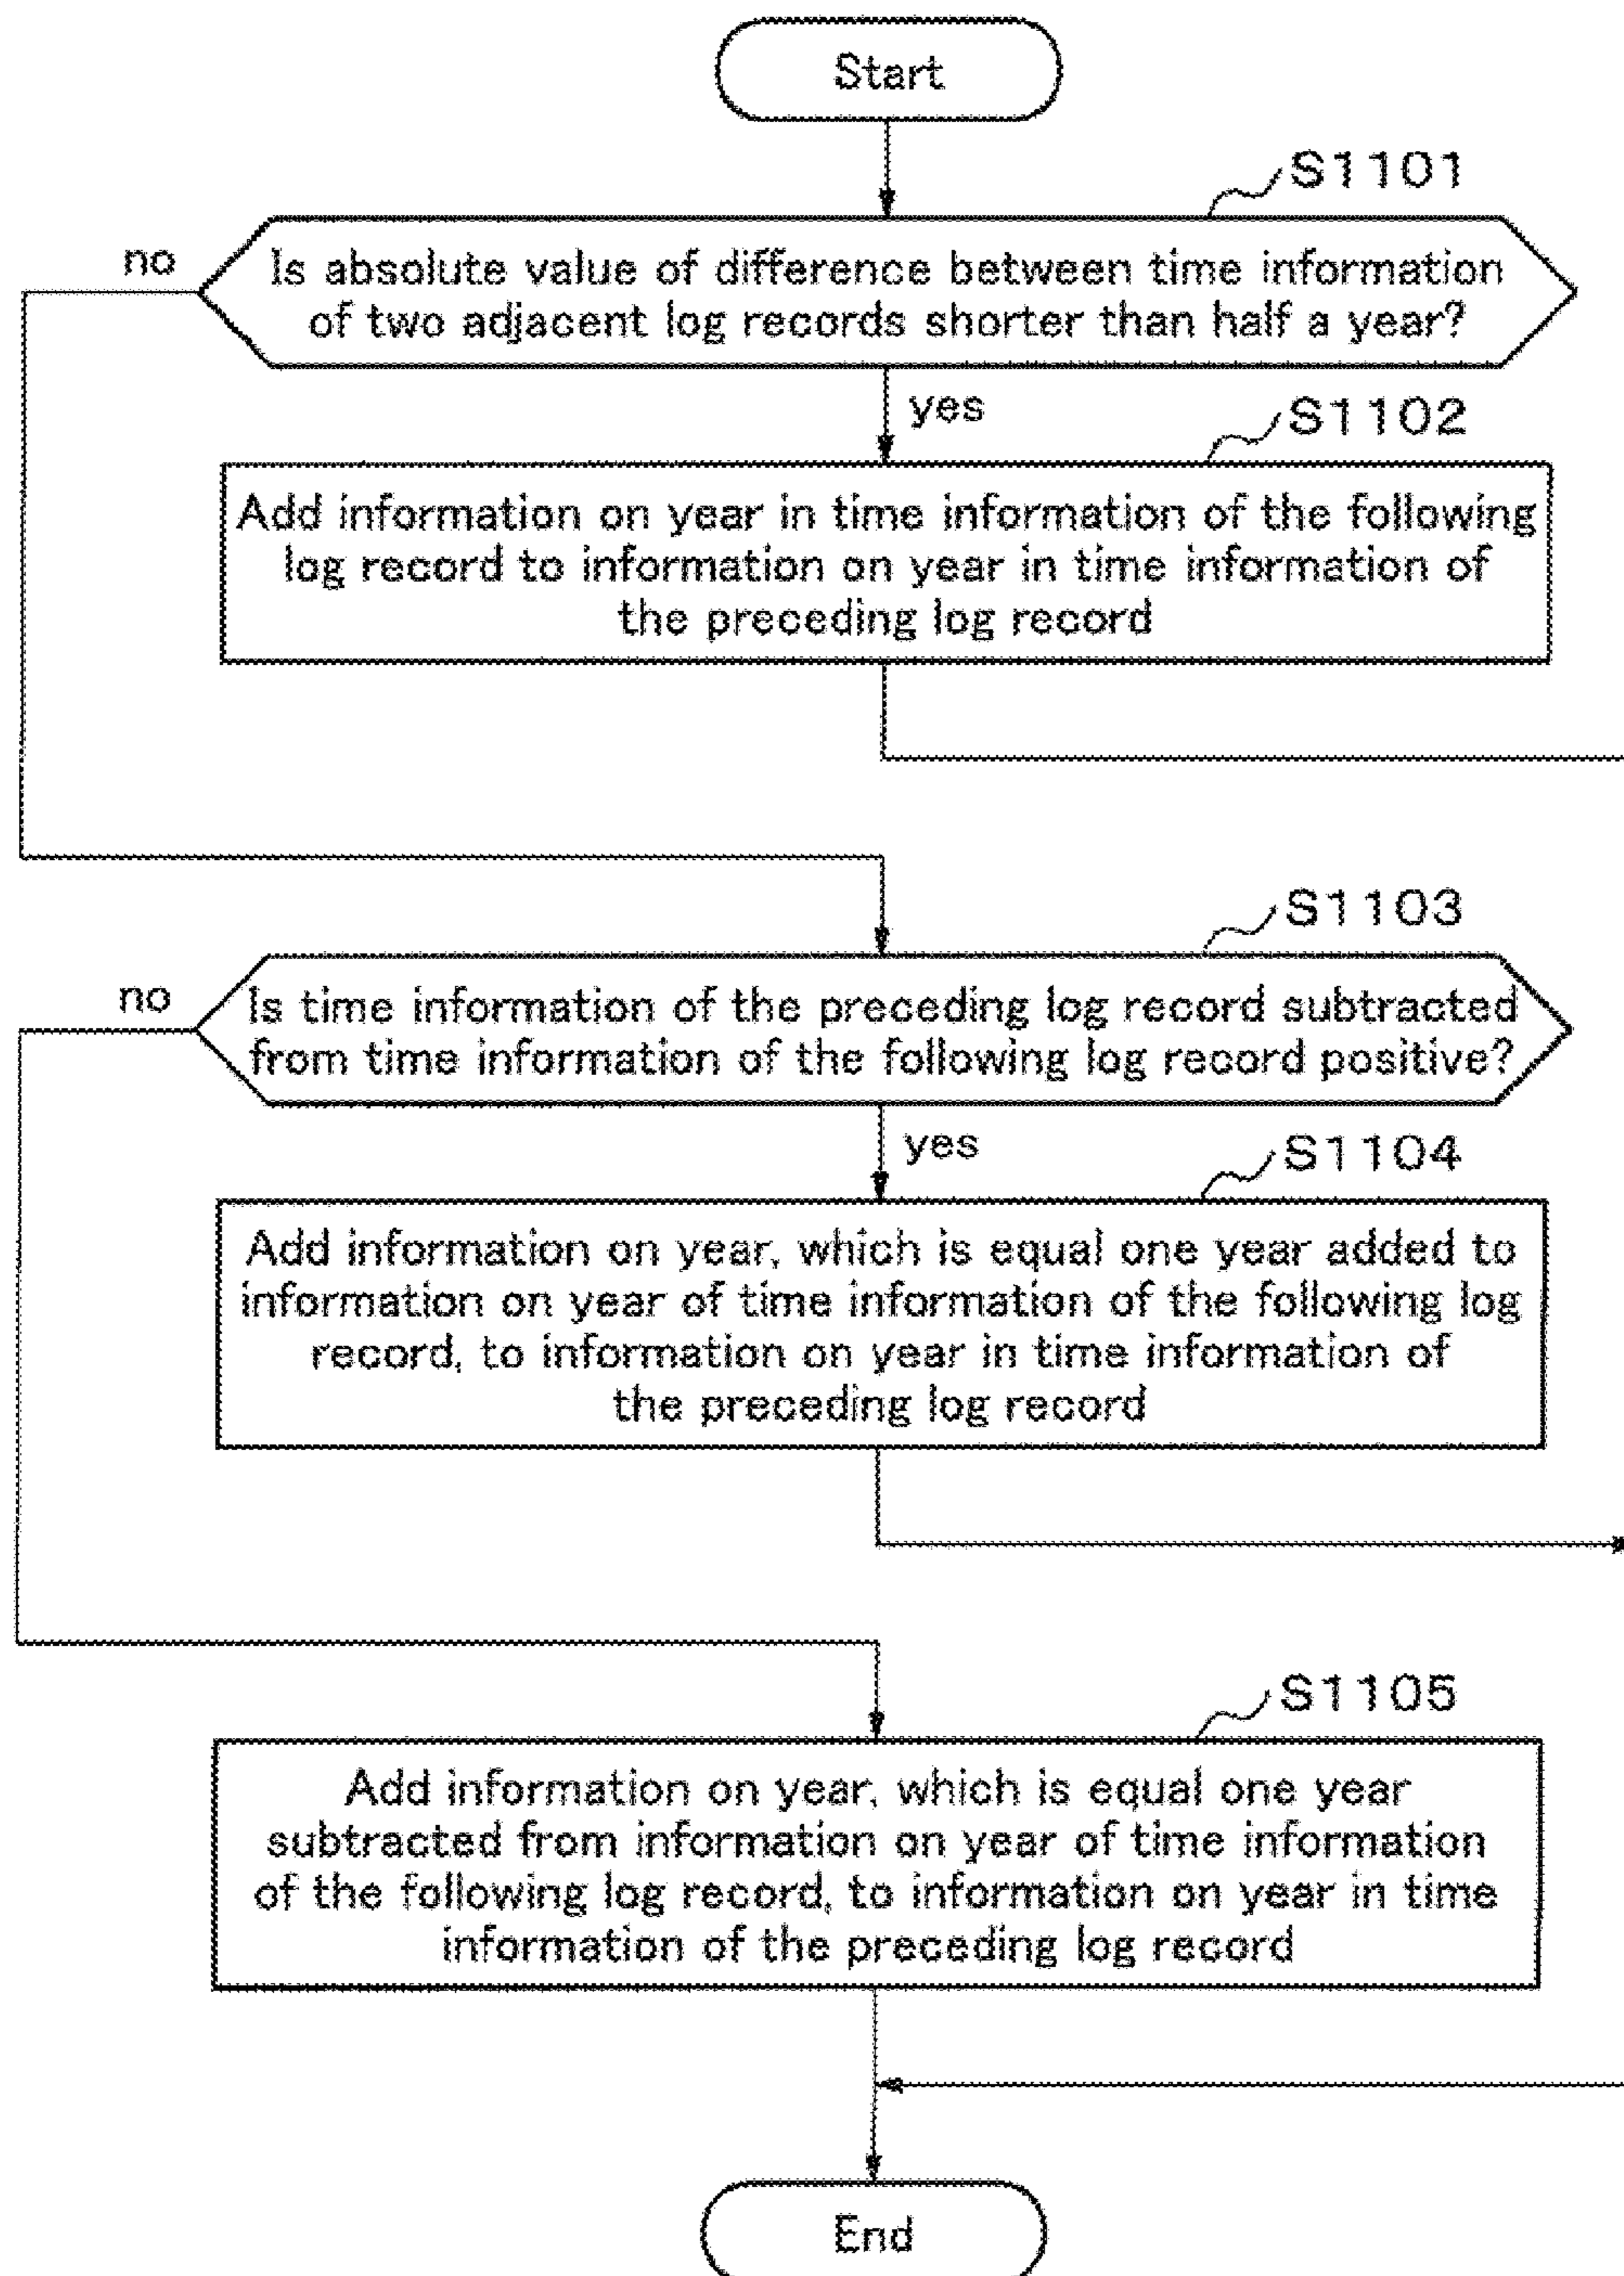 Start
S1101
no
Is absolute value of difference between time information
of two adjacent log records shorter than half a year?
yes
S1102
Add information on year in time information of the following
log record to information on year in time information of
the preceding log record
S1103
no
Is time information of the preceding log record subtracted
from time information of the following log record positive?
yes
S1104
Add information on year, which is equal one year added to
information on year of time information of the following log
record, to information on year in time information of
the preceding log record
S1105
Add information on year, which is equal one year
subtracted from information on year of time information
of the following log record, to information on year in time
information of the preceding log record
End